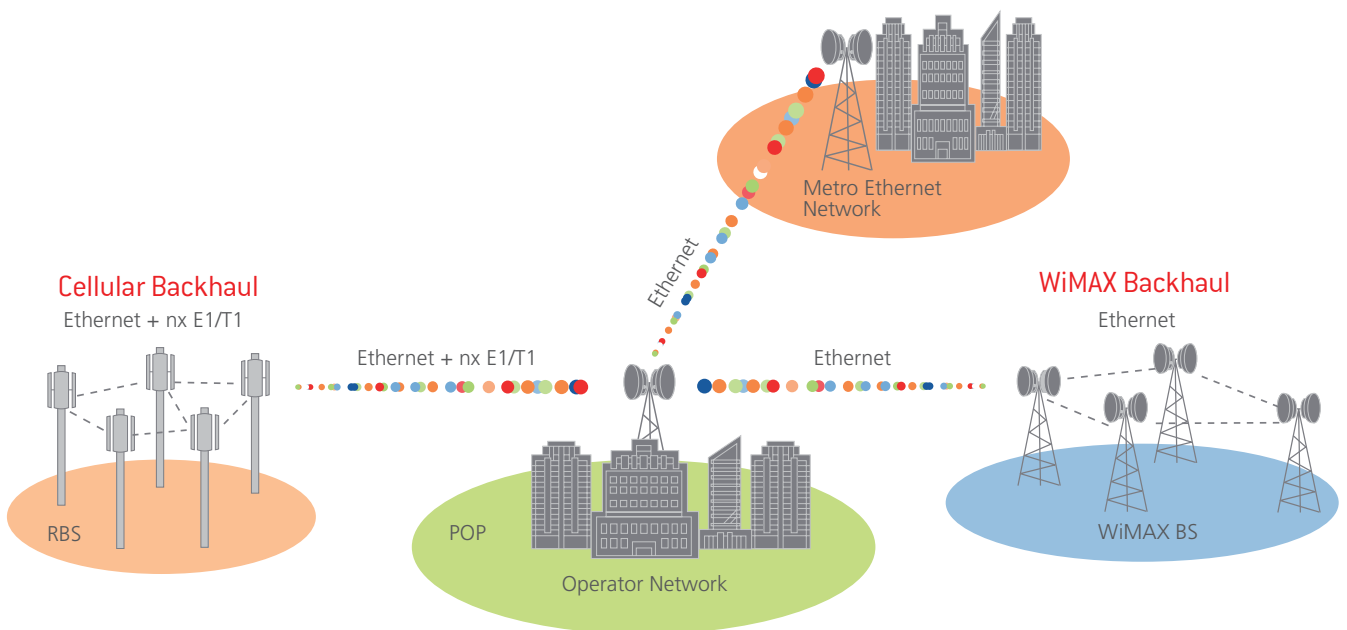 Metro Ethernet
Network
Ethernet
Cellular Backhaul
Ethernet + nx E1/T1
Ethernet + nx E1/T1
Ethernet
WiMAX Backhaul
Ethernet
RBS
POP
Operator Network
WiMAX BS